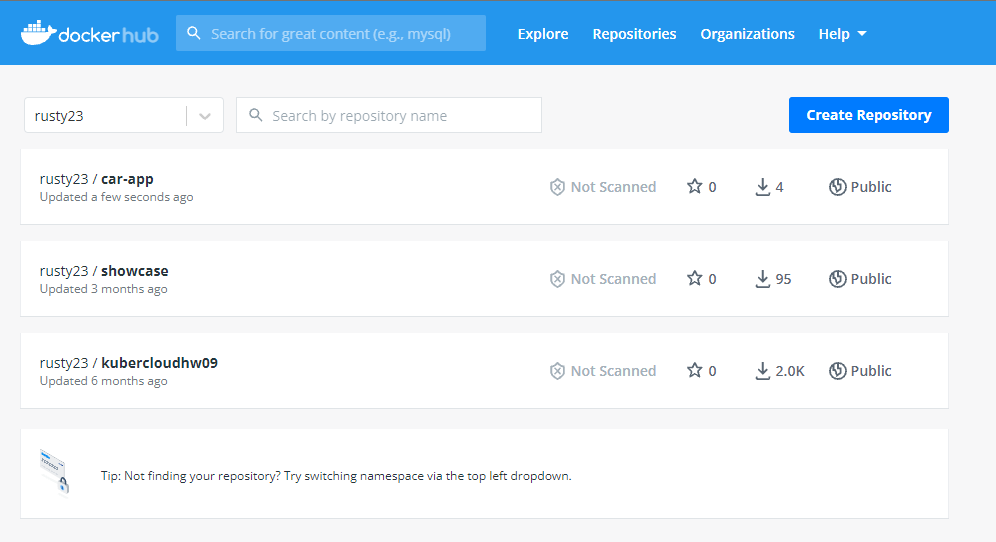 dockerhub Search for great content (e.g., mysql) Explore Repositories Organizations Help
rusty23 Search by repository name Create Repository
rusty23 / car-app
Updated a few seconds ago
Not Scanned 0 4 Public
rusty23 / showcase
Updated 3 months ago
Not Scanned 0 95 Public
rusty23 / kubercloudhw09
Updated 6 months ago
Not Scanned 0 2.0K Public
Tip: Not finding your repository? Try switching namespace via the top left dropdown.